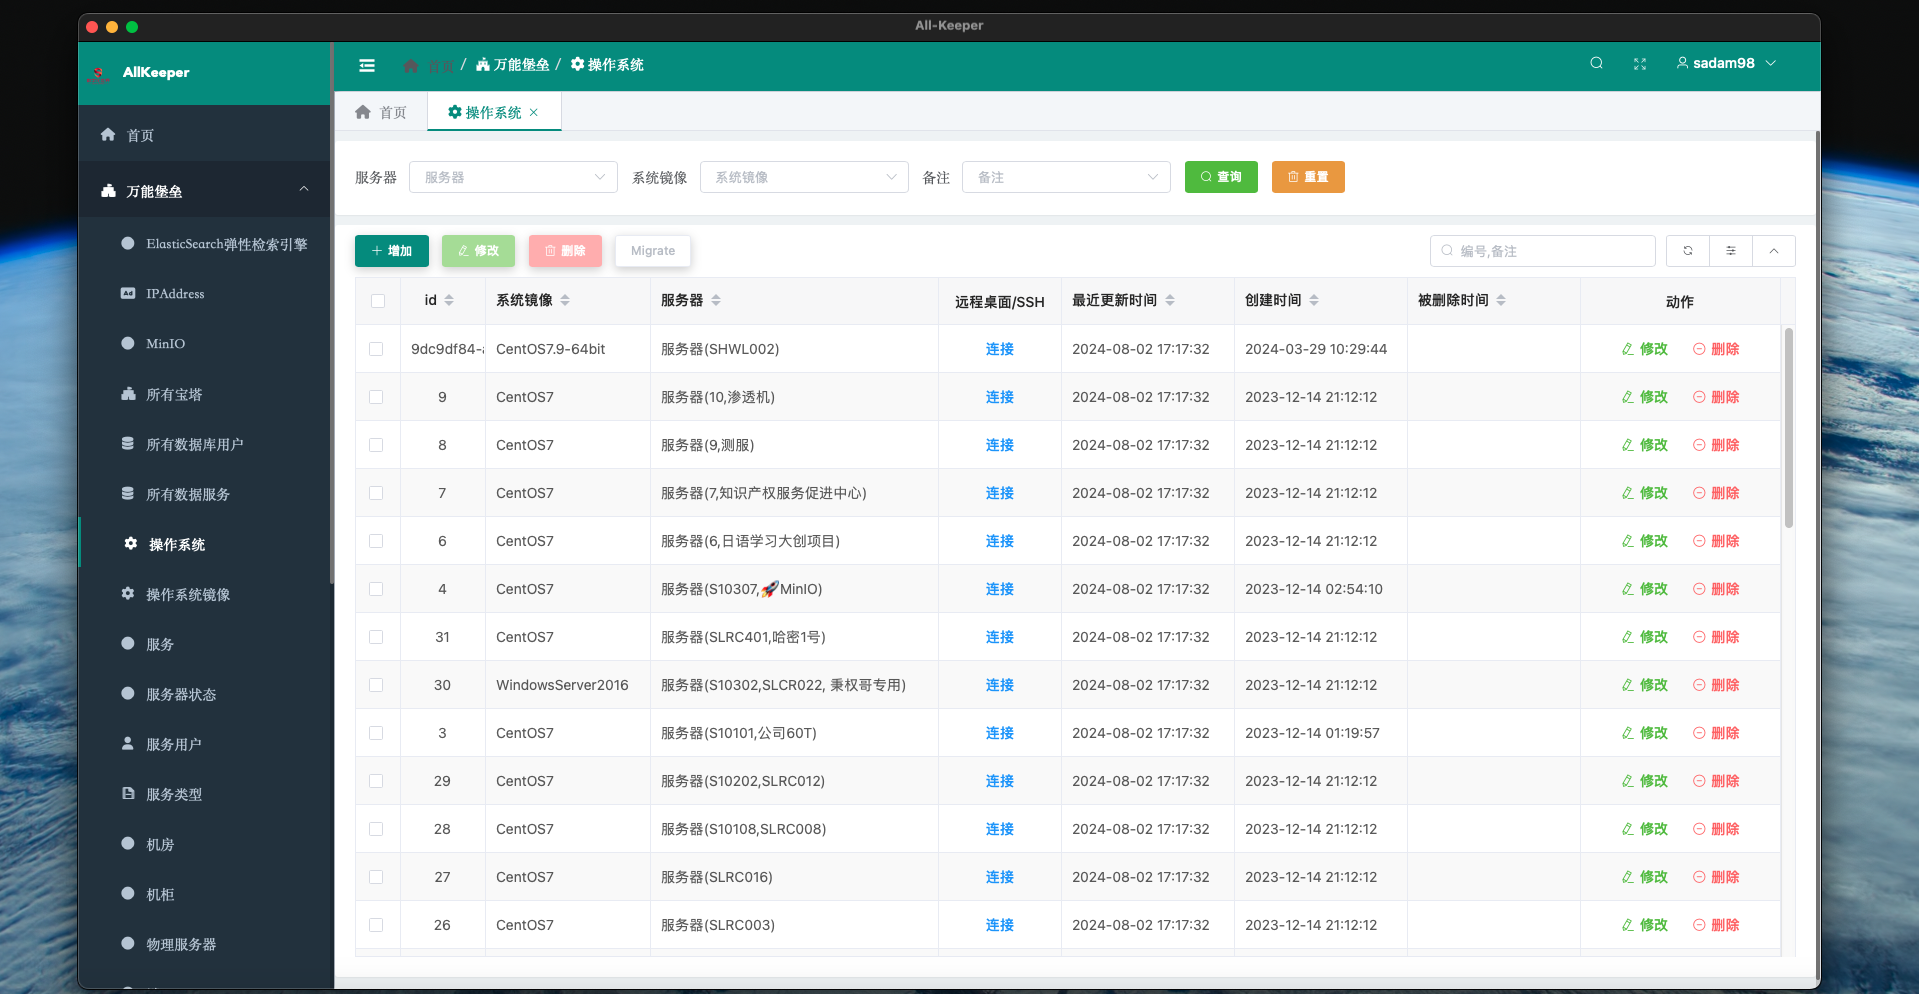 All-Keeper
AllKeeper
首页 / 万能堡垒 / 操作系统
sadam98
首页
操作系统
首页
万能堡垒
ElasticSearch弹性检索引擎
IPAddress
MinIO
所有宝塔
所有数据库用户
所有数据服务
操作系统
操作系统镜像
服务
服务器状态
服务用户
服务类型
机房
机柜
物理服务器
服务器 服务器 系统镜像 系统镜像 备注 备注 查询 重置
增加 修改 删除 Migrate 编号,备注
id 系统镜像 服务器 远程桌面/SSH 最近更新时间 创建时间 被删除时间 动作
9dc9df84- CentOS7.9-64bit 服务器(SHWL002) 连接 2024-08-02 17:17:32 2024-03-29 10:29:44 修改 删除
9 CentOS7 服务器(10,渗透机) 连接 2024-08-02 17:17:32 2023-12-14 21:12:12 修改 删除
8 CentOS7 服务器(9,测服) 连接 2024-08-02 17:17:32 2023-12-14 21:12:12 修改 删除
7 CentOS7 服务器(7,知识产权服务促进中心) 连接 2024-08-02 17:17:32 2023-12-14 21:12:12 修改 删除
6 CentOS7 服务器(6,日语学习大创项目) 连接 2024-08-02 17:17:32 2023-12-14 21:12:12 修改 删除
4 CentOS7 服务器(S10307,🚀MinIO) 连接 2024-08-02 17:17:32 2023-12-14 02:54:10 修改 删除
31 CentOS7 服务器(SLRC401,哈密1号) 连接 2024-08-02 17:17:32 2023-12-14 21:12:12 修改 删除
30 WindowsServer2016 服务器(S10302,SLCR022, 秉权哥专用) 连接 2024-08-02 17:17:32 2023-12-14 21:12:12 修改 删除
3 CentOS7 服务器(S10101,公司60T) 连接 2024-08-02 17:17:32 2023-12-14 01:19:57 修改 删除
29 CentOS7 服务器(S10202,SLRC012) 连接 2024-08-02 17:17:32 2023-12-14 21:12:12 修改 删除
28 CentOS7 服务器(S10108,SLRC008) 连接 2024-08-02 17:17:32 2023-12-14 21:12:12 修改 删除
27 CentOS7 服务器(SLRC016) 连接 2024-08-02 17:17:32 2023-12-14 21:12:12 修改 删除
26 CentOS7 服务器(SLRC003) 连接 2024-08-02 17:17:32 2023-12-14 21:12:12 修改 删除